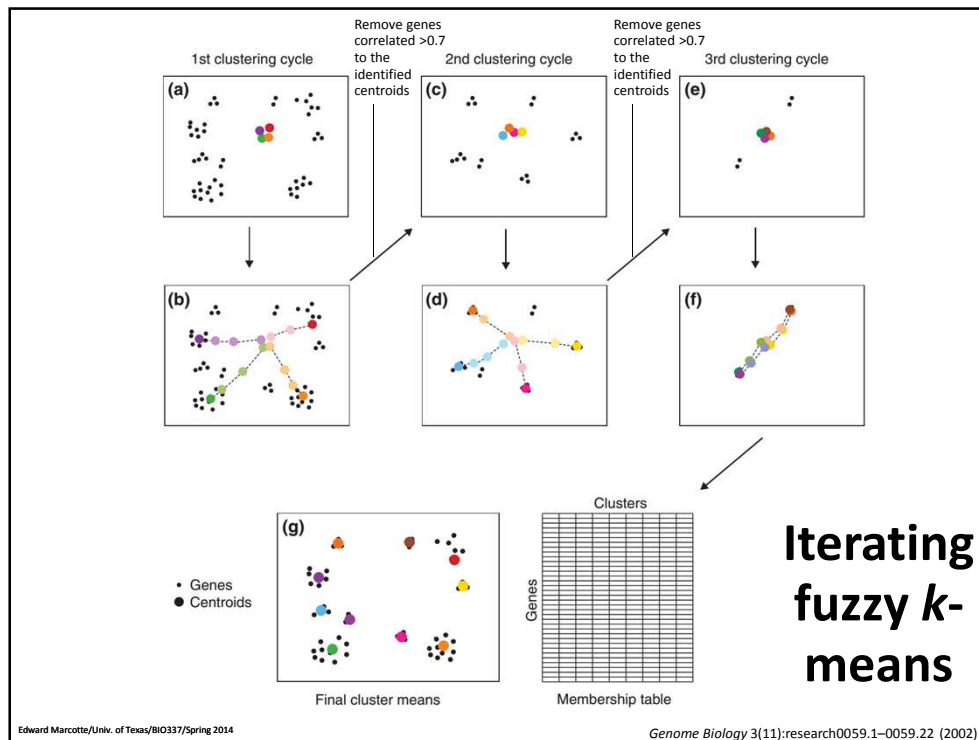 Remove genes
correlated >0.7
to the
identified
centroids
Remove genes
correlated >0.7
to the
identified
centroids
1st clustering cycle
2nd clustering cycle
3rd clustering cycle
(a)
(c)
(e)
(b)
(d)
(f)
(g)
Clusters
Genes
Genes
Centroids
Final cluster means
Membership table
Iterating
fuzzy k-
means
Edward Marcotte/Univ. of Texas/BIO337/Spring 2014
Genome Biology 3(11):research0059.1–0059.22 (2002)